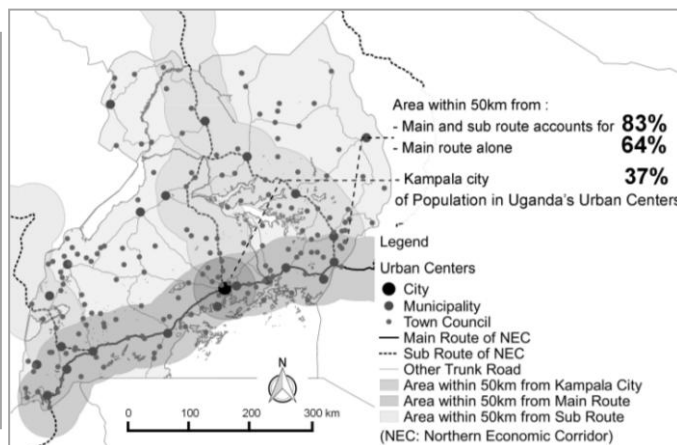 Area within 50km from :
- Main and sub route accounts for 83%
- Main route alone 64%
- Kampala city 37%
of Population in Uganda's Urban Centers
Legend
Urban Centers
City
Municipality
Town Council
Main Route of NEC
Sub Route of NEC
Other Trunk Road
Area within 50km from Kampala City
Area within 50km from Main Route
Area within 50km from Sub Route
(NEC: Northern Economic Corridor)
N
0 100 200 300 km